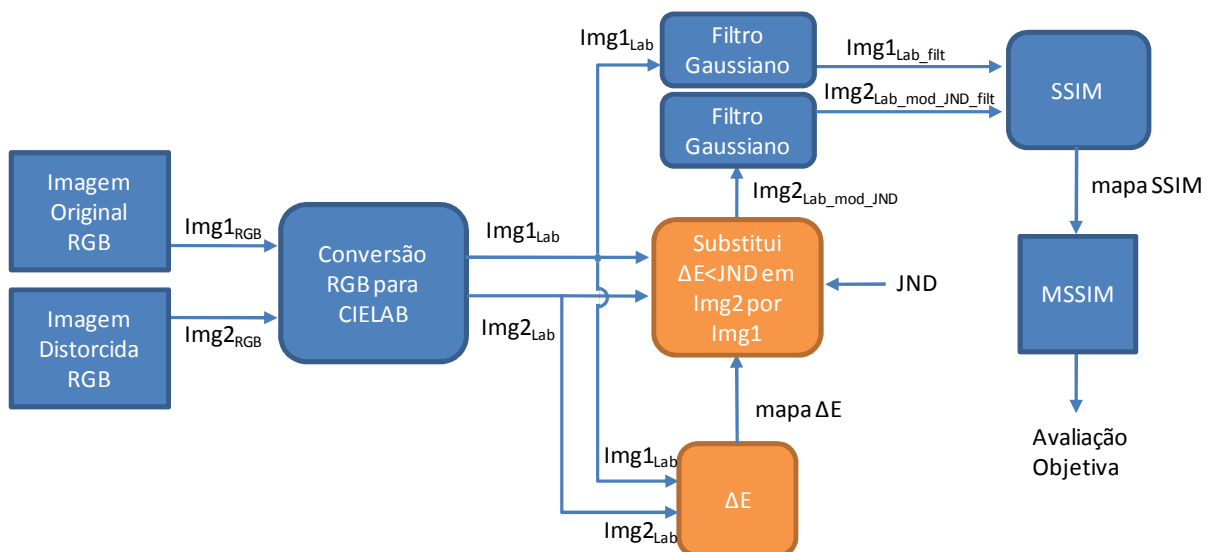 Imagem
Original
RGB
Imagem
Distorcida
RGB
Img1RGB
Img2RGB
Conversão
RGB para
CIELAB
Img1Lab
Img2Lab
Img1Lab
Filtro
Gaussiano
Filtro
Gaussiano
Img1Lab_filt
Img2Lab_mod_JND_filt
SSIM
Img2Lab_mod_JND
Substitui
ΔE<JND em
Img2 por
Img1
JND
mapa ΔE
Img1Lab
Img2Lab
ΔE
mapa SSIM
MSSIM
Avaliação
Objetiva